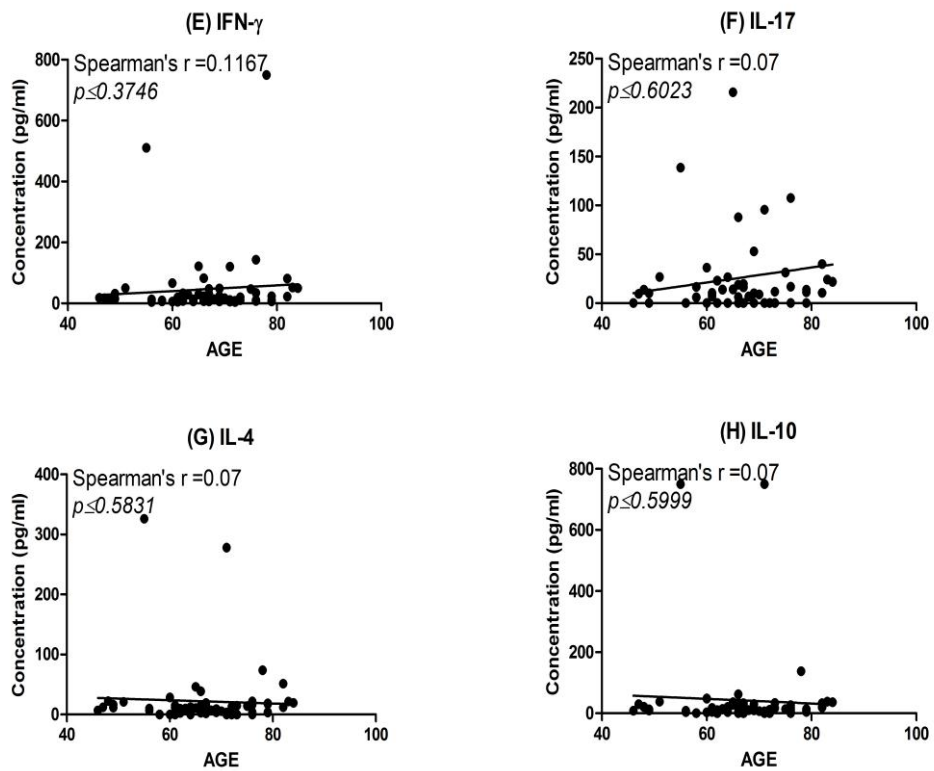 (E) IFN-γ
Spearman's r =0.1167
p≤0.3746
Concentration (pg/ml)
800
600
400
200
0
40 60 80 100
AGE
(F) IL-17
Spearman's r =0.07
p≤0.6023
Concentration (pg/ml)
250
200
150
100
50
0
40 60 80 100
AGE
(G) IL-4
Spearman's r =0.07
p≤0.5831
Concentration (pg/ml)
400
300
200
100
0
40 60 80 100
AGE
(H) IL-10
Spearman's r =0.07
p≤0.5999
Concentration (pg/ml)
800
600
400
200
0
40 60 80 100
AGE